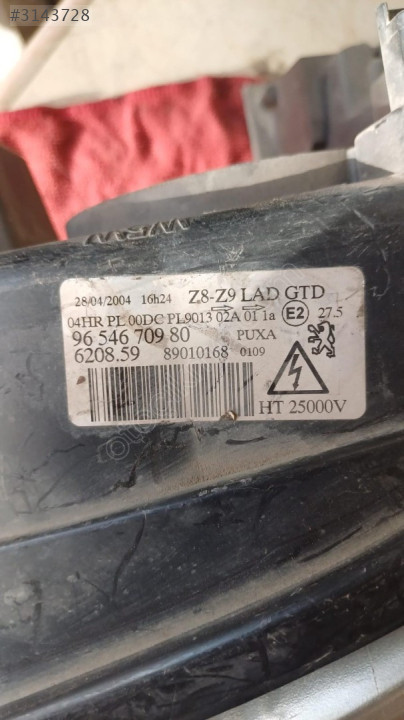 #3143728
28/04/2004 16h24 Z8-Z9 LAD GTD
04HR PL 00DC PL9013 02A 01 1a E2 27.5
96 546 709 80 PUXA
6208.59 89010168 0109
HT 25000V